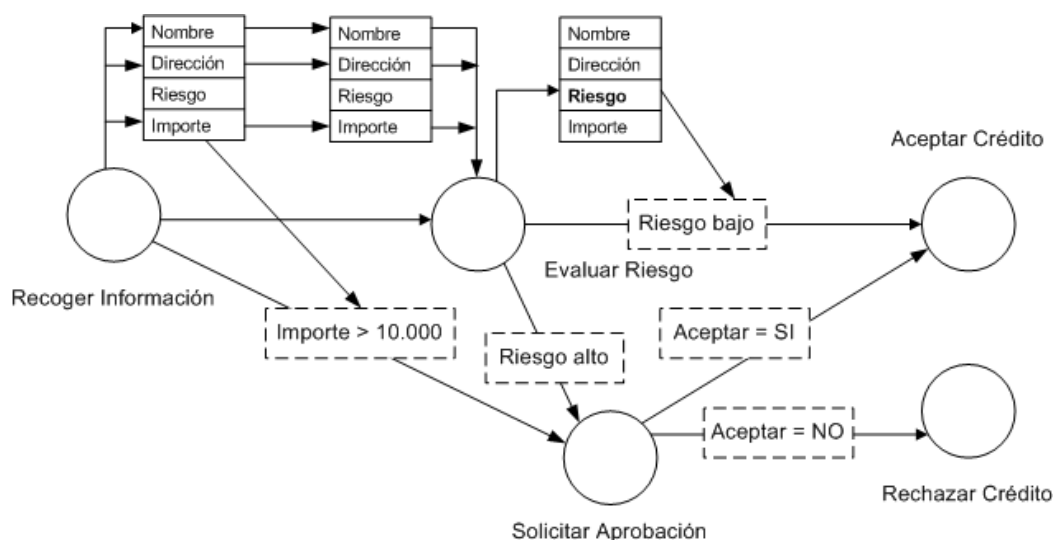 Nombre
Dirección
Riesgo
Importe
Nombre
Dirección
Riesgo
Importe
Nombre
Dirección
Riesgo
Importe
Aceptar Crédito
Riesgo bajo
Evaluar Riesgo
Recoger Información
Importe > 10.000
Aceptar = SI
Riesgo alto
Aceptar = NO
Rechazar Crédito
Solicitar Aprobación